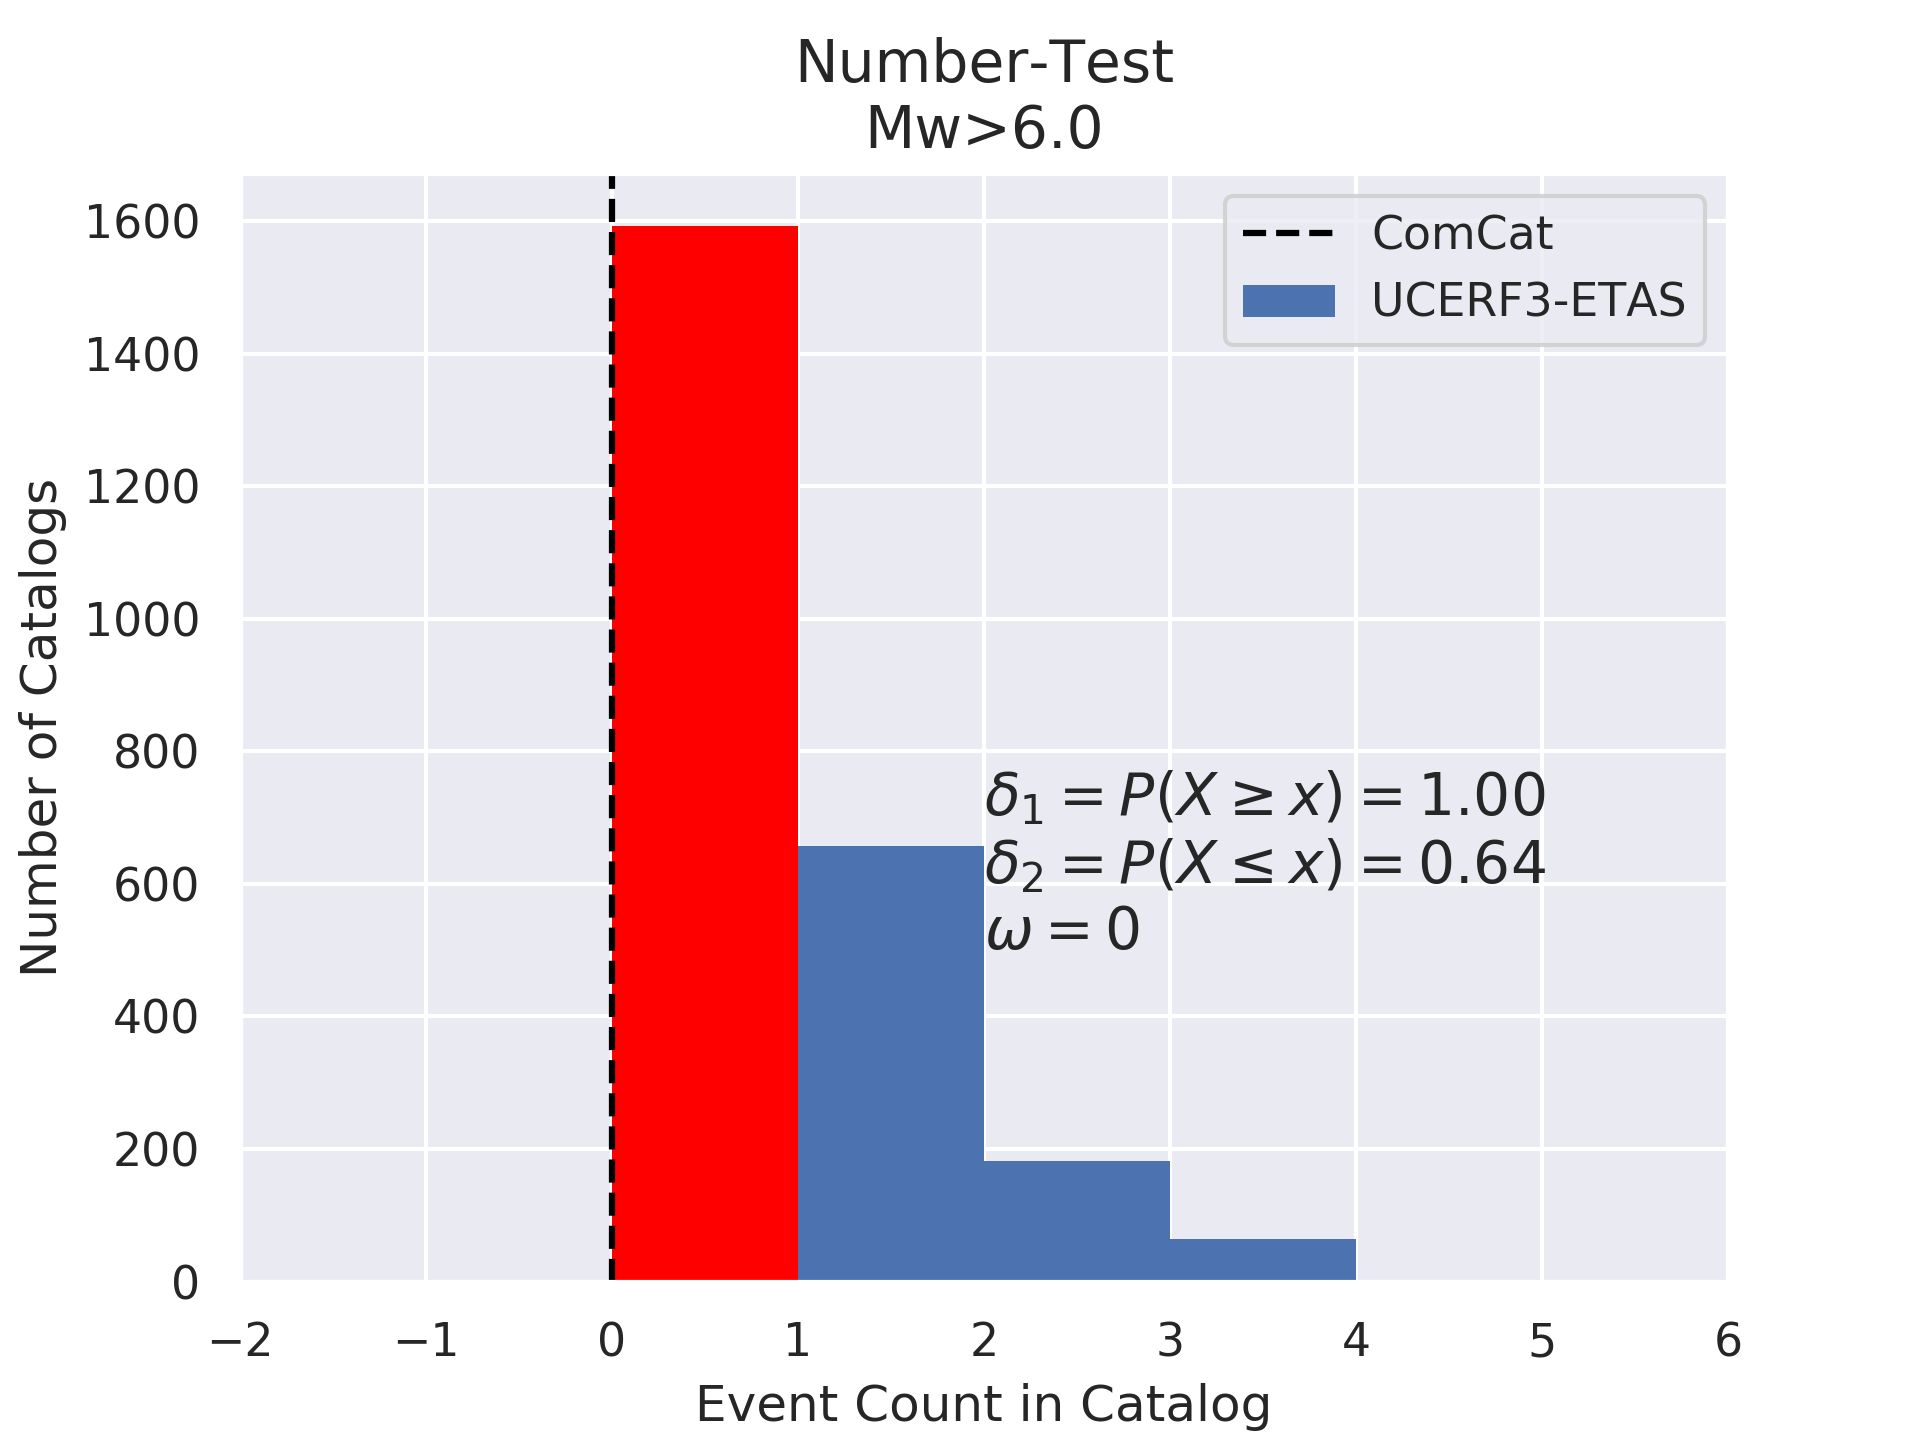 Number-Test
Mw>6.0
1600
1400
1200
1000
800
600
400
200
0
Number of Catalogs
ComCat
UCERF3-ETAS
δ₁ = P(X ≥ x) = 1.00
δ₂ = P(X ≤ x) = 0.64
ω = 0
−2 −1 0 1 2 3 4 5 6
Event Count in Catalog